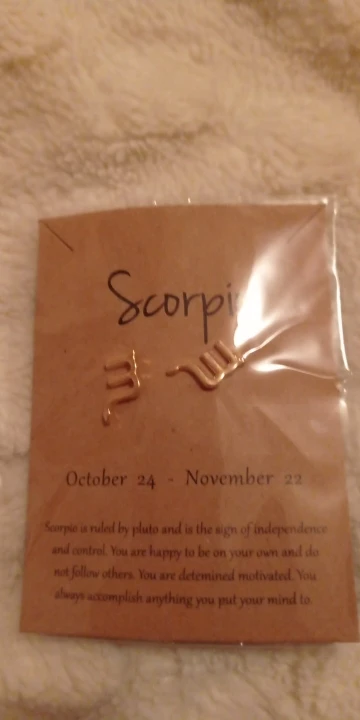 Scorpio
October 24 - November 22
Scorpio is ruled by pluto and is the sign of independence
and control. You are happy to be on your own and do
not follow others. You are detemined motivated. You
always accomplish anything you put your mind to.